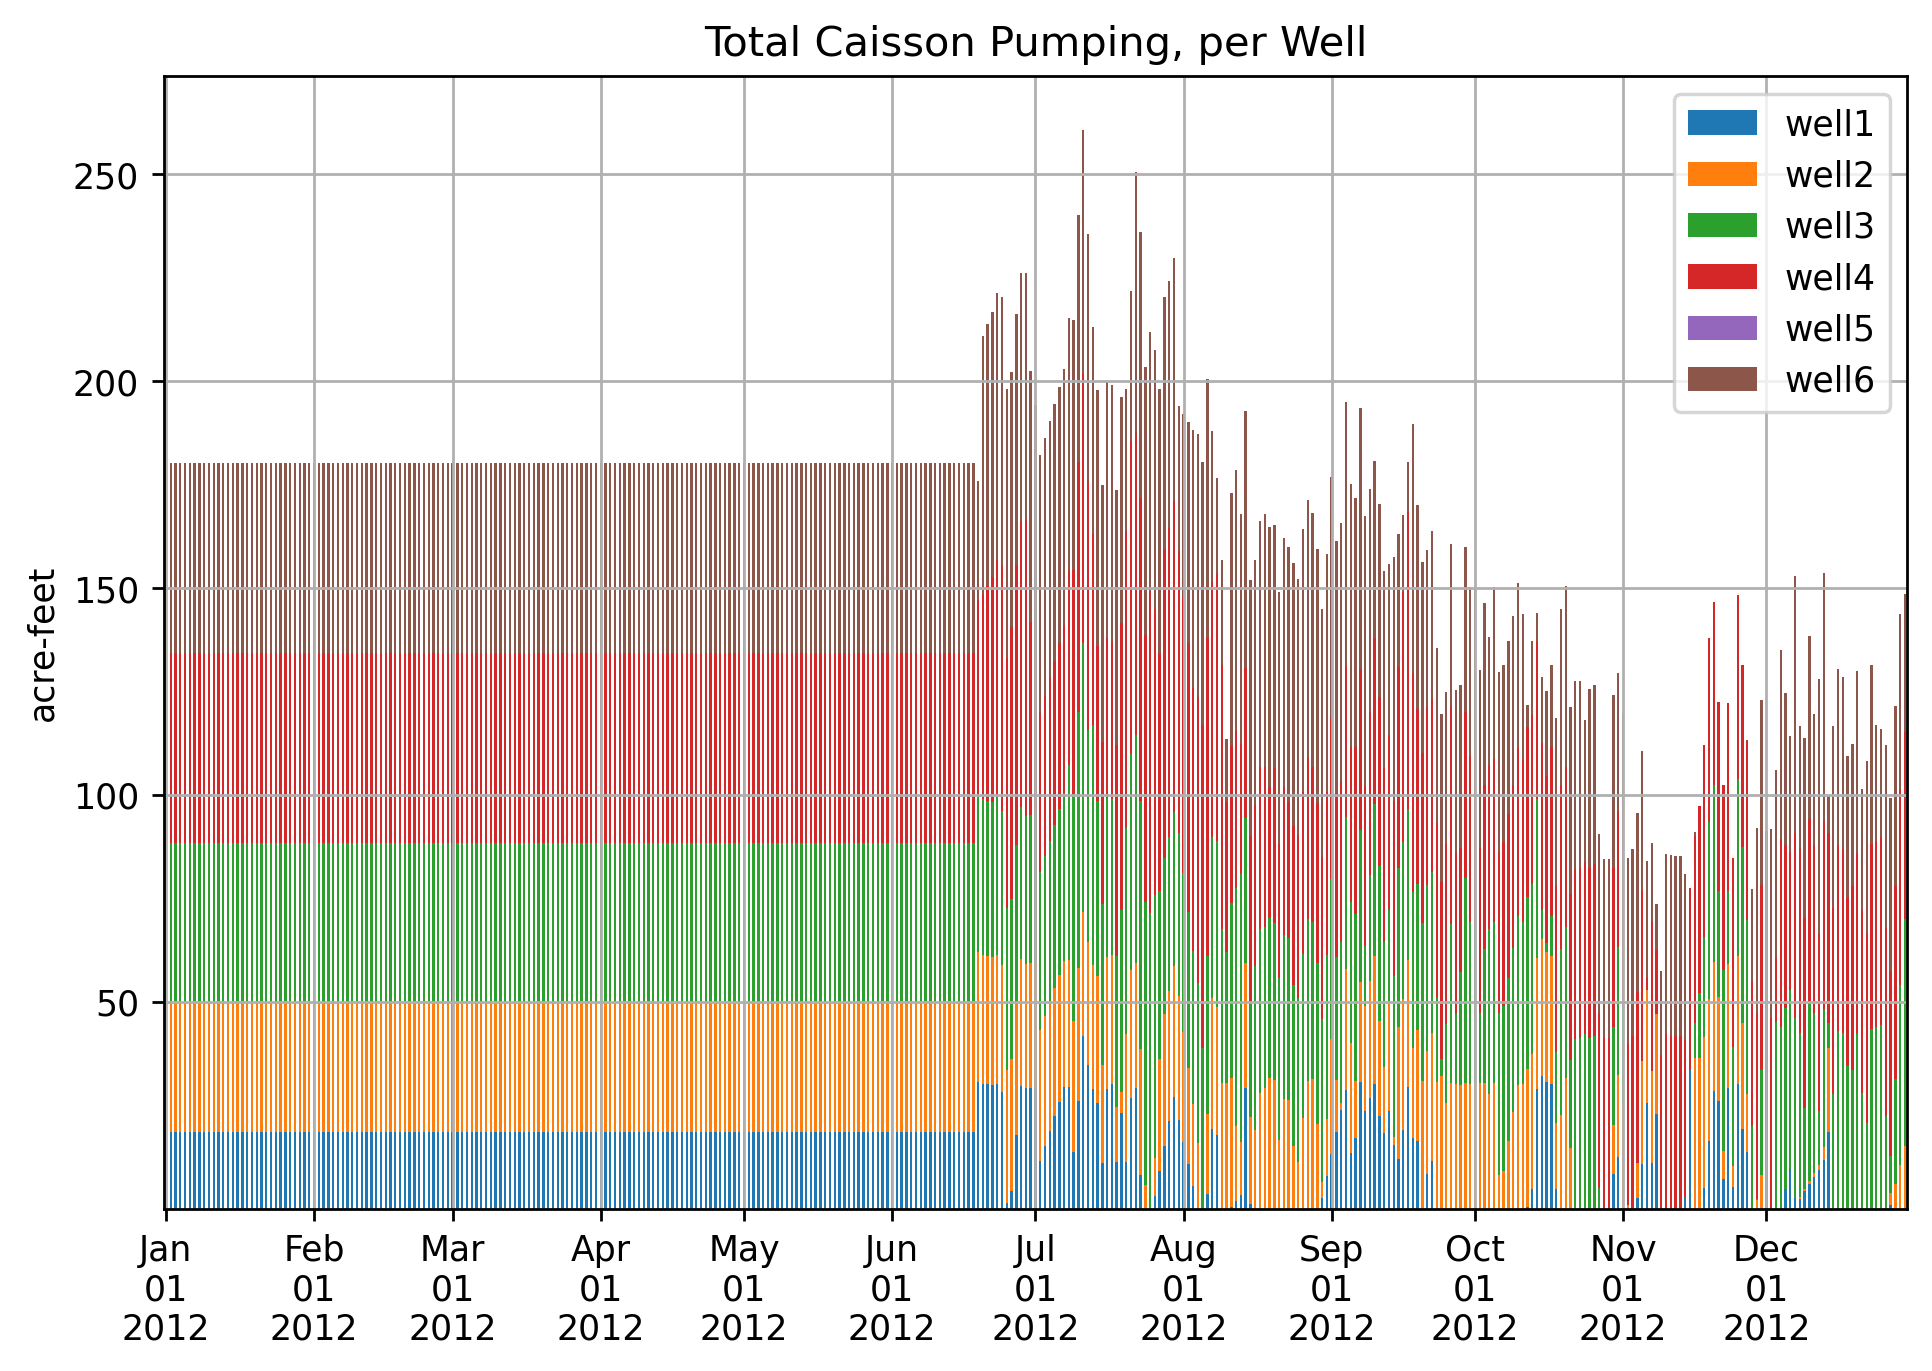 Total Caisson Pumping, per Well
acre-feet
250
200
150
100
50
well1
well2
well3
well4
well5
well6
Jan Feb Mar Apr May Jun Jul Aug Sep Oct Nov Dec
01 01 01 01 01 01 01 01 01 01 01 01
2012 2012 2012 2012 2012 2012 2012 2012 2012 2012 2012 2012